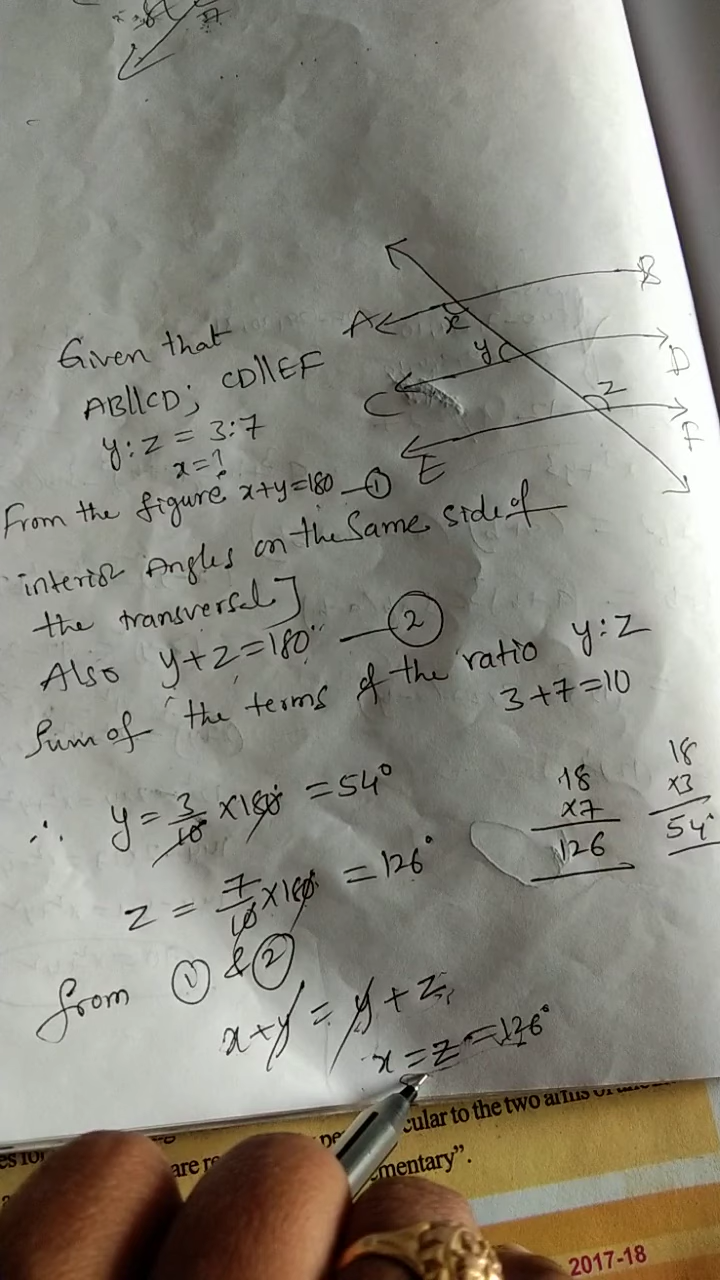 A
B
x
y
D
C
z
F
E
Given that
AB||CD; CD||EF
y:z = 3:7
x=?
From the figure x+y=180 — ①
interior Angles on the Same side of
the transversal]
Also y+z=180° — ②
Sum of the terms of the ratio y:z
3+7=10
∴ y = 3/10 ×180 = 54°
z = 7/10 ×180 = 126°
18
×7
126
18
×3
54°
from ① & ②
x+y = y+z
x=z=126°
cular to the two arms
are
mentary”.
2017-18